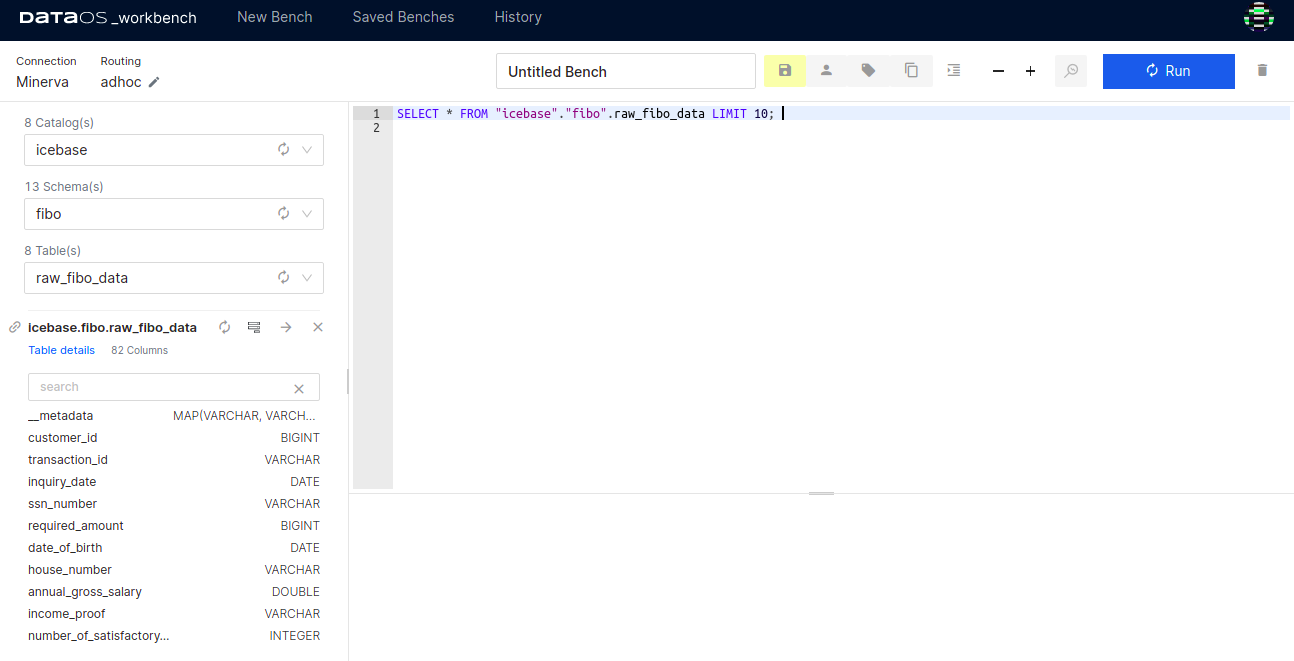 DATAOS _workbench New Bench Saved Benches History
Connection Routing
Minerva adhoc
Untitled Bench
Run
8 Catalog(s)
icebase
13 Schema(s)
fibo
8 Table(s)
raw_fibo_data
icebase.fibo.raw_fibo_data
Table details 82 Columns
search
__metadata MAP(VARCHAR, VARCH...
customer_id BIGINT
transaction_id VARCHAR
inquiry_date DATE
ssn_number VARCHAR
required_amount BIGINT
date_of_birth DATE
house_number VARCHAR
annual_gross_salary DOUBLE
income_proof VARCHAR
number_of_satisfactory... INTEGER
1 SELECT * FROM "icebase"."fibo".raw_fibo_data LIMIT 10;
2